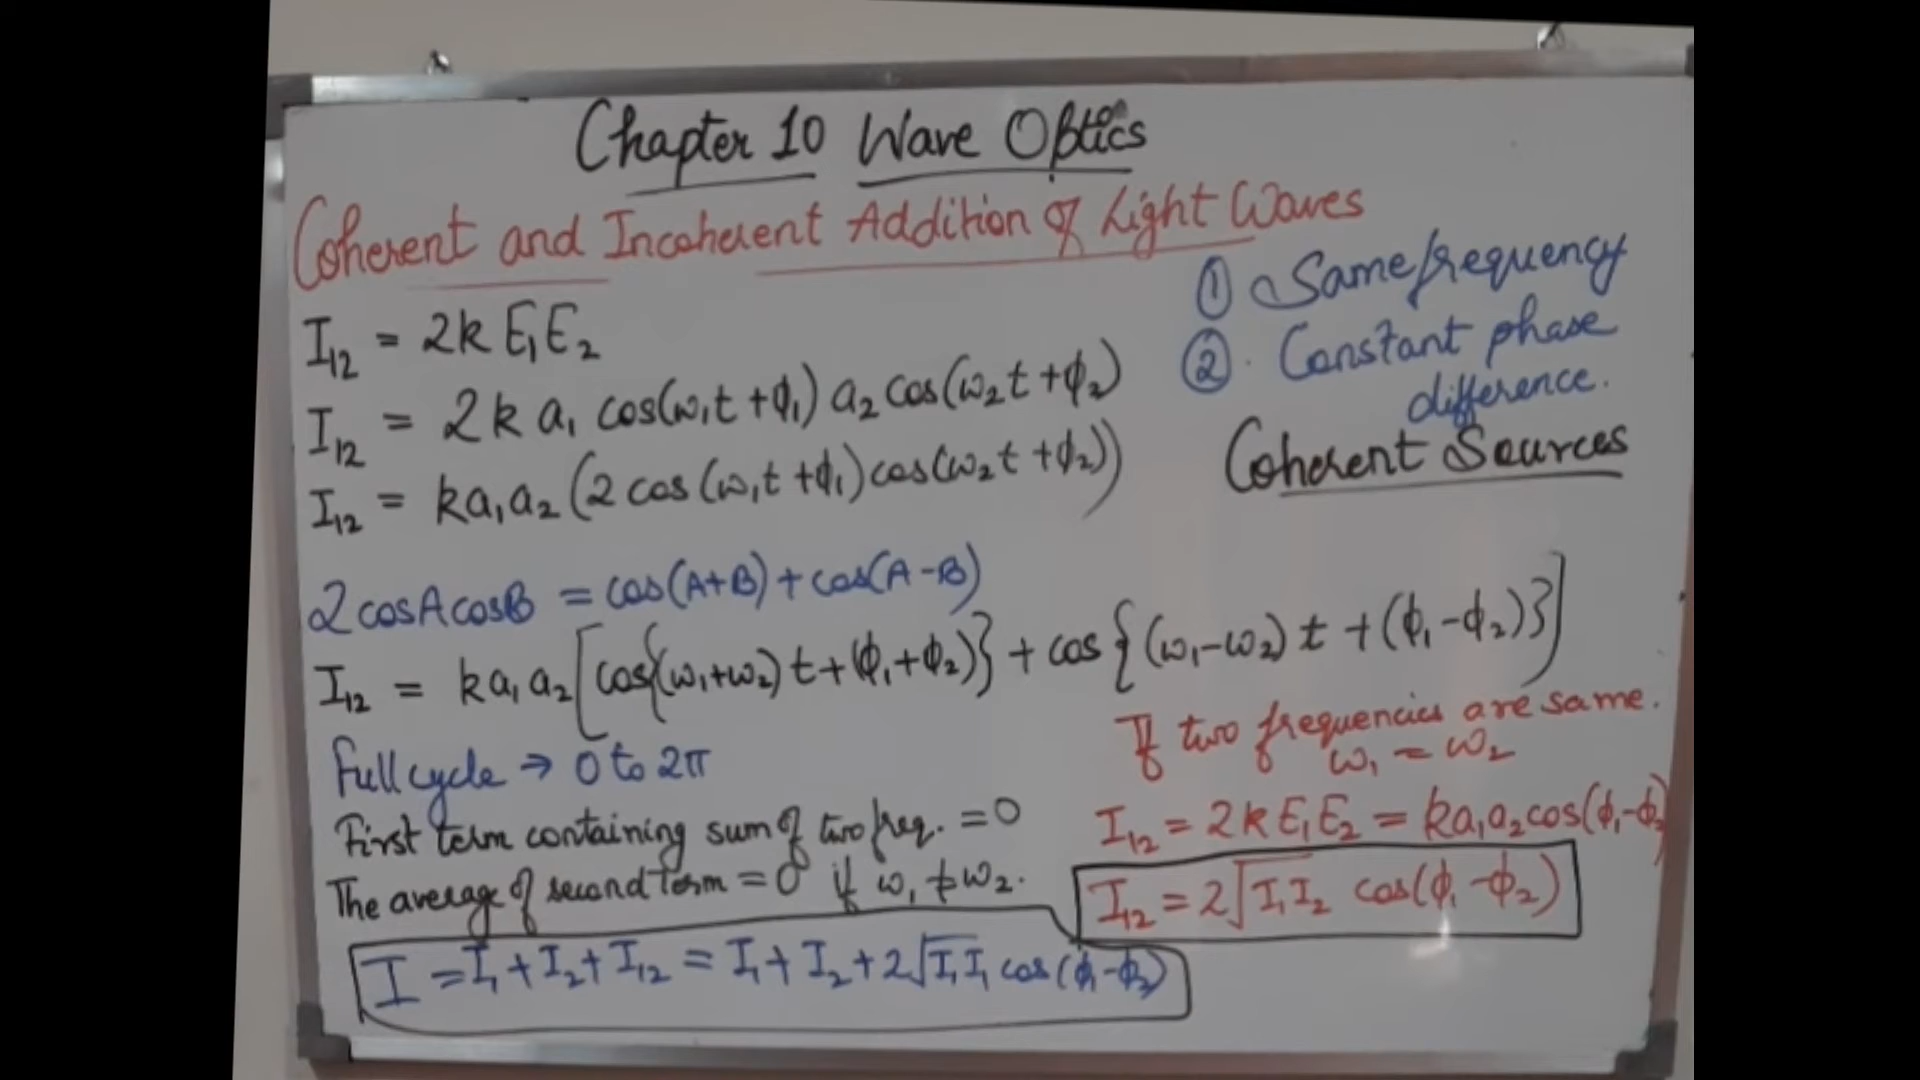 Chapter 10 Wave Optics
Coherent and Incoherent Addition of Light Waves
① Same frequency
② Constant phase
difference.
Coherent Sources
I₁₂ = 2k E₁E₂
I₁₂ = 2k a₁ cos(ω₁t + ϕ₁) a₂ cos(ω₂t + ϕ₂)
I₁₂ = ka₁a₂ (2 cos (ω₁t + ϕ₁) cos(ω₂t + ϕ₂))
2 cosA cosB = cos(A+B) + cos(A-B)
I₁₂ = ka₁a₂ [cos{(ω₁+ω₂)t + (ϕ₁+ϕ₂)} + cos{(ω₁-ω₂)t + (ϕ₁-ϕ₂)}]
Full cycle → 0 to 2π
First term containing sum of two freq. = 0
The average of second term = 0 if ω₁ ≠ ω₂.
If two frequencies are same.
ω₁ = ω₂
I₁₂ = 2k E₁E₂ = ka₁a₂cos(ϕ₁-ϕ₂
I₁₂ = 2√I₁I₂ cos(ϕ₁-ϕ₂)
I = I₁ + I₂ + I₁₂ = I₁ + I₂ + 2√I₁I₁ cos(ϕ₁-ϕ₂)